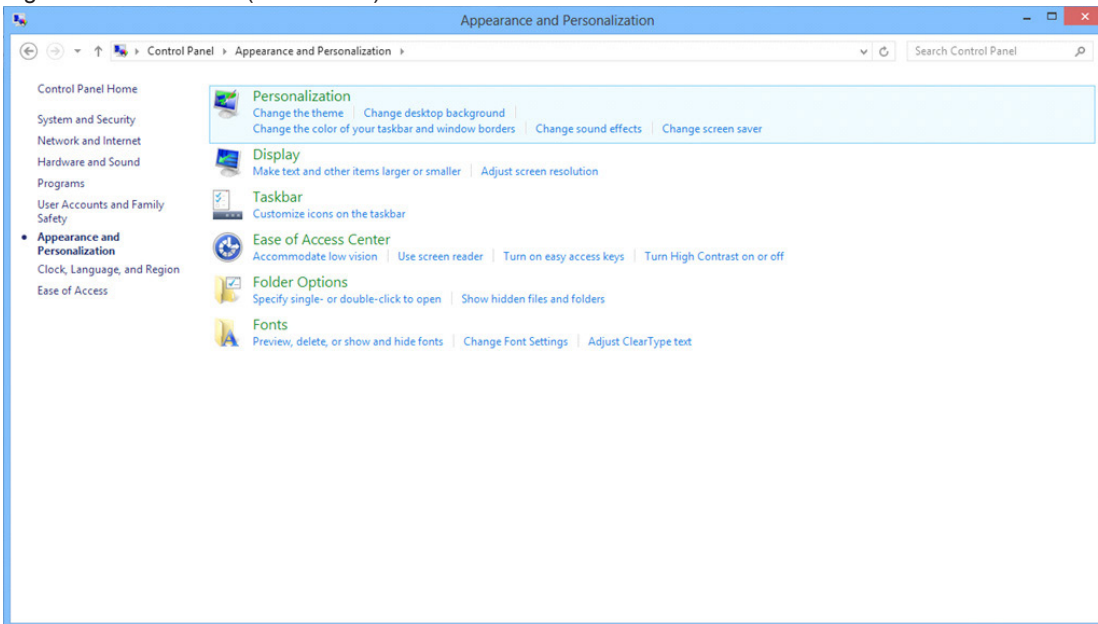 Appearance and Personalization
Control Panel Appearance and Personalization
Search Control Panel
Control Panel Home
System and Security
Network and Internet
Hardware and Sound
Programs
User Accounts and Family
Safety
Appearance and
Personalization
Clock, Language, and Region
Ease of Access
Personalization
Change the theme Change desktop background
Change the color of your taskbar and window borders Change sound effects Change screen saver
Display
Make text and other items larger or smaller Adjust screen resolution
Taskbar
Customize icons on the taskbar
Ease of Access Center
Accommodate low vision Use screen reader Turn on easy access keys Turn High Contrast on or off
Folder Options
Specify single- or double-click to open Show hidden files and folders
Fonts
Preview, delete, or show and hide fonts Change Font Settings Adjust ClearType text